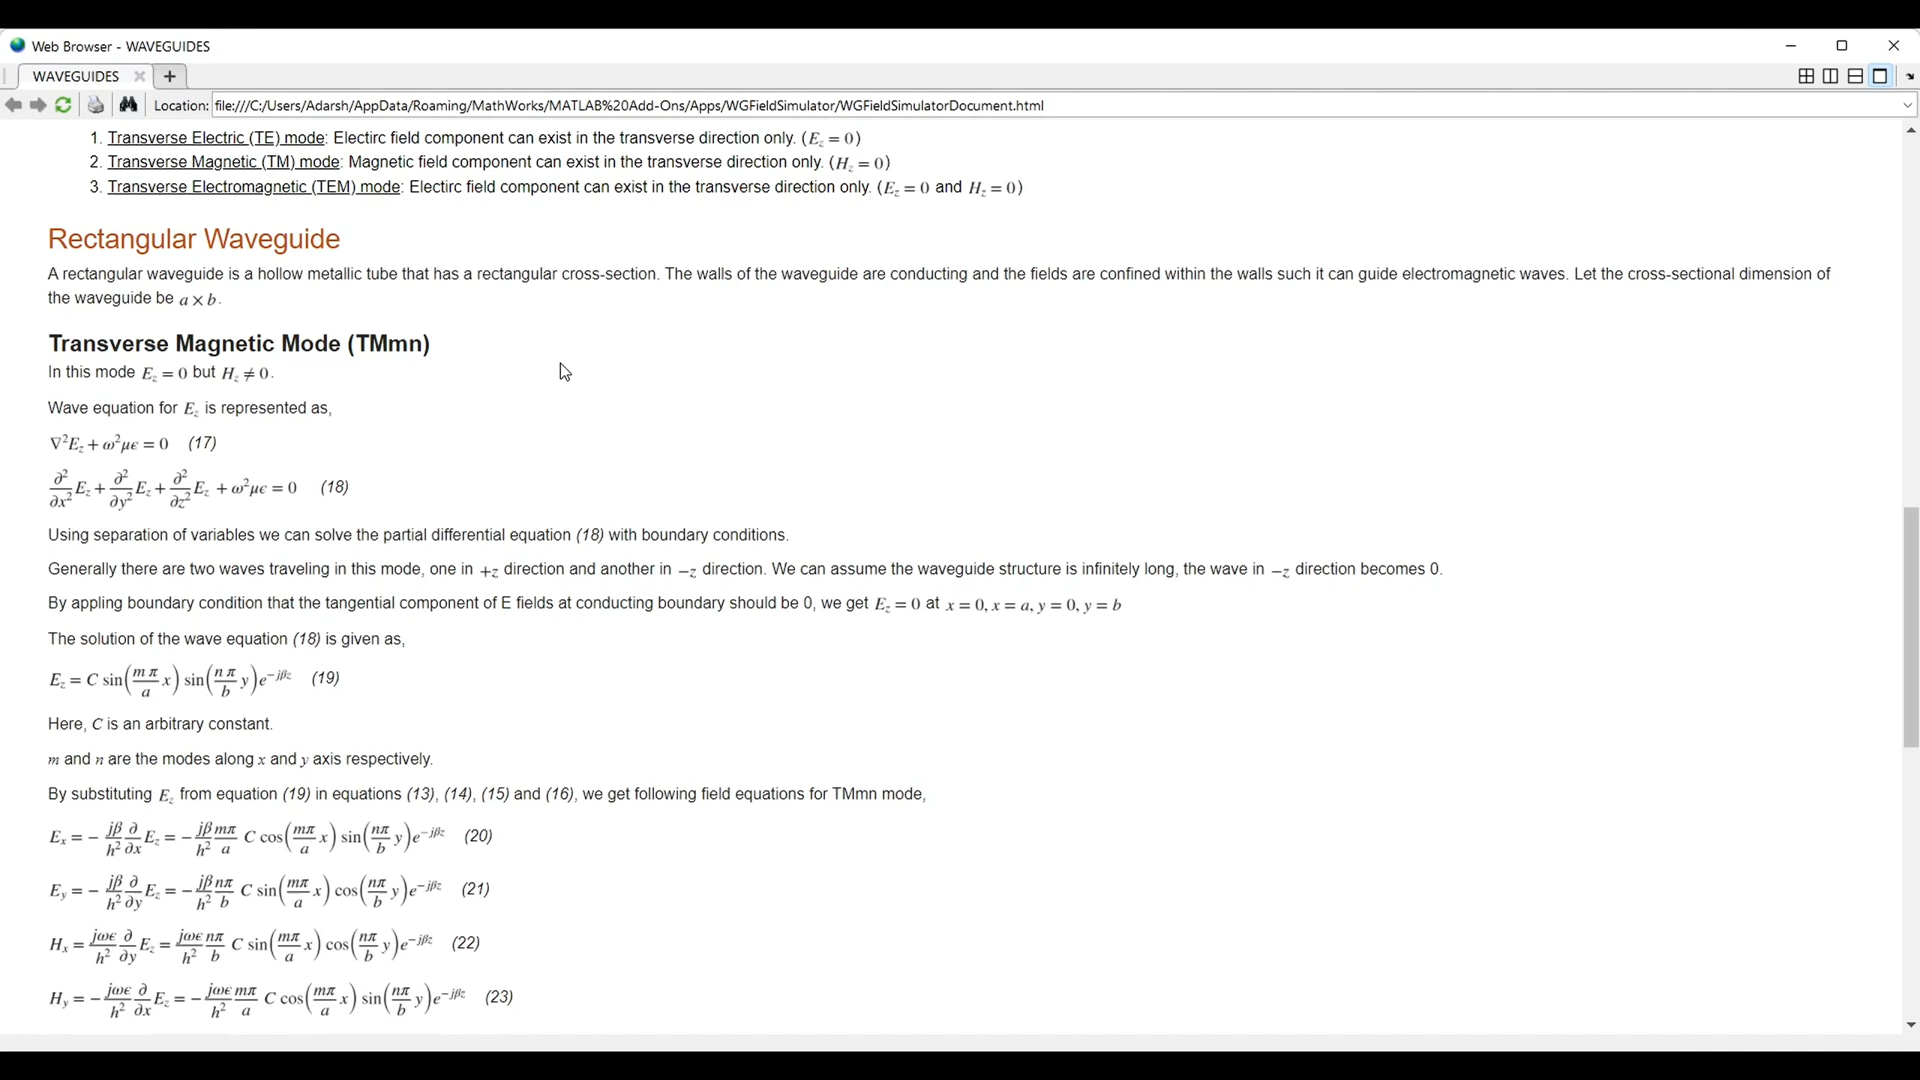 Web Browser - WAVEGUIDES
WAVEGUIDES
Location: file:///C:/Users/Adarsh/AppData/Roaming/MathWorks/MATLAB%20Add-Ons/Apps/WGFieldSimulator/WGFieldSimulatorDocument.html
1. Transverse Electric (TE) mode: Electirc field component can exist in the transverse direction only. (E_z = 0)
2. Transverse Magnetic (TM) mode: Magnetic field component can exist in the transverse direction only. (H_z = 0)
3. Transverse Electromagnetic (TEM) mode: Electirc field component can exist in the transverse direction only. (E_z = 0 and H_z = 0)
Rectangular Waveguide
A rectangular waveguide is a hollow metallic tube that has a rectangular cross-section. The walls of the waveguide are conducting and the fields are confined within the walls such it can guide electromagnetic waves. Let the cross-sectional dimension of
the waveguide be a × b.
Transverse Magnetic Mode (TMmn)
In this mode E_z = 0 but H_z ≠ 0.
Wave equation for E_z is represented as,
∇²E_z + ω²μϵ = 0 (17)
∂²/∂x² E_z + ∂²/∂y² E_z + ∂²/∂z² E_z + ω²μϵ = 0 (18)
Using separation of variables we can solve the partial differential equation (18) with boundary conditions.
Generally there are two waves traveling in this mode, one in +z direction and another in −z direction. We can assume the waveguide structure is infinitely long, the wave in −z direction becomes 0.
By appling boundary condition that the tangential component of E fields at conducting boundary should be 0, we get E_z = 0 at x = 0, x = a, y = 0, y = b
The solution of the wave equation (18) is given as,
E_z = C sin(mπ/a x) sin(nπ/b y)e^−jβz (19)
Here, C is an arbitrary constant.
m and n are the modes along x and y axis respectively.
By substituting E_z from equation (19) in equations (13), (14), (15) and (16), we get following field equations for TMmn mode,
E_x = − jβ/h² ∂/∂x E_z = − jβ/h² mπ/a C cos(mπ/a x) sin(nπ/b y)e^−jβz (20)
E_y = − jβ/h² ∂/∂y E_z = − jβ/h² nπ/b C sin(mπ/a x) cos(nπ/b y)e^−jβz (21)
H_x = jωϵ/h² ∂/∂y E_z = jωϵ/h² nπ/b C sin(mπ/a x) cos(nπ/b y)e^−jβz (22)
H_y = − jωϵ/h² ∂/∂x E_z = − jωϵ/h² mπ/a C cos(mπ/a x) sin(nπ/b y)e^−jβz (23)